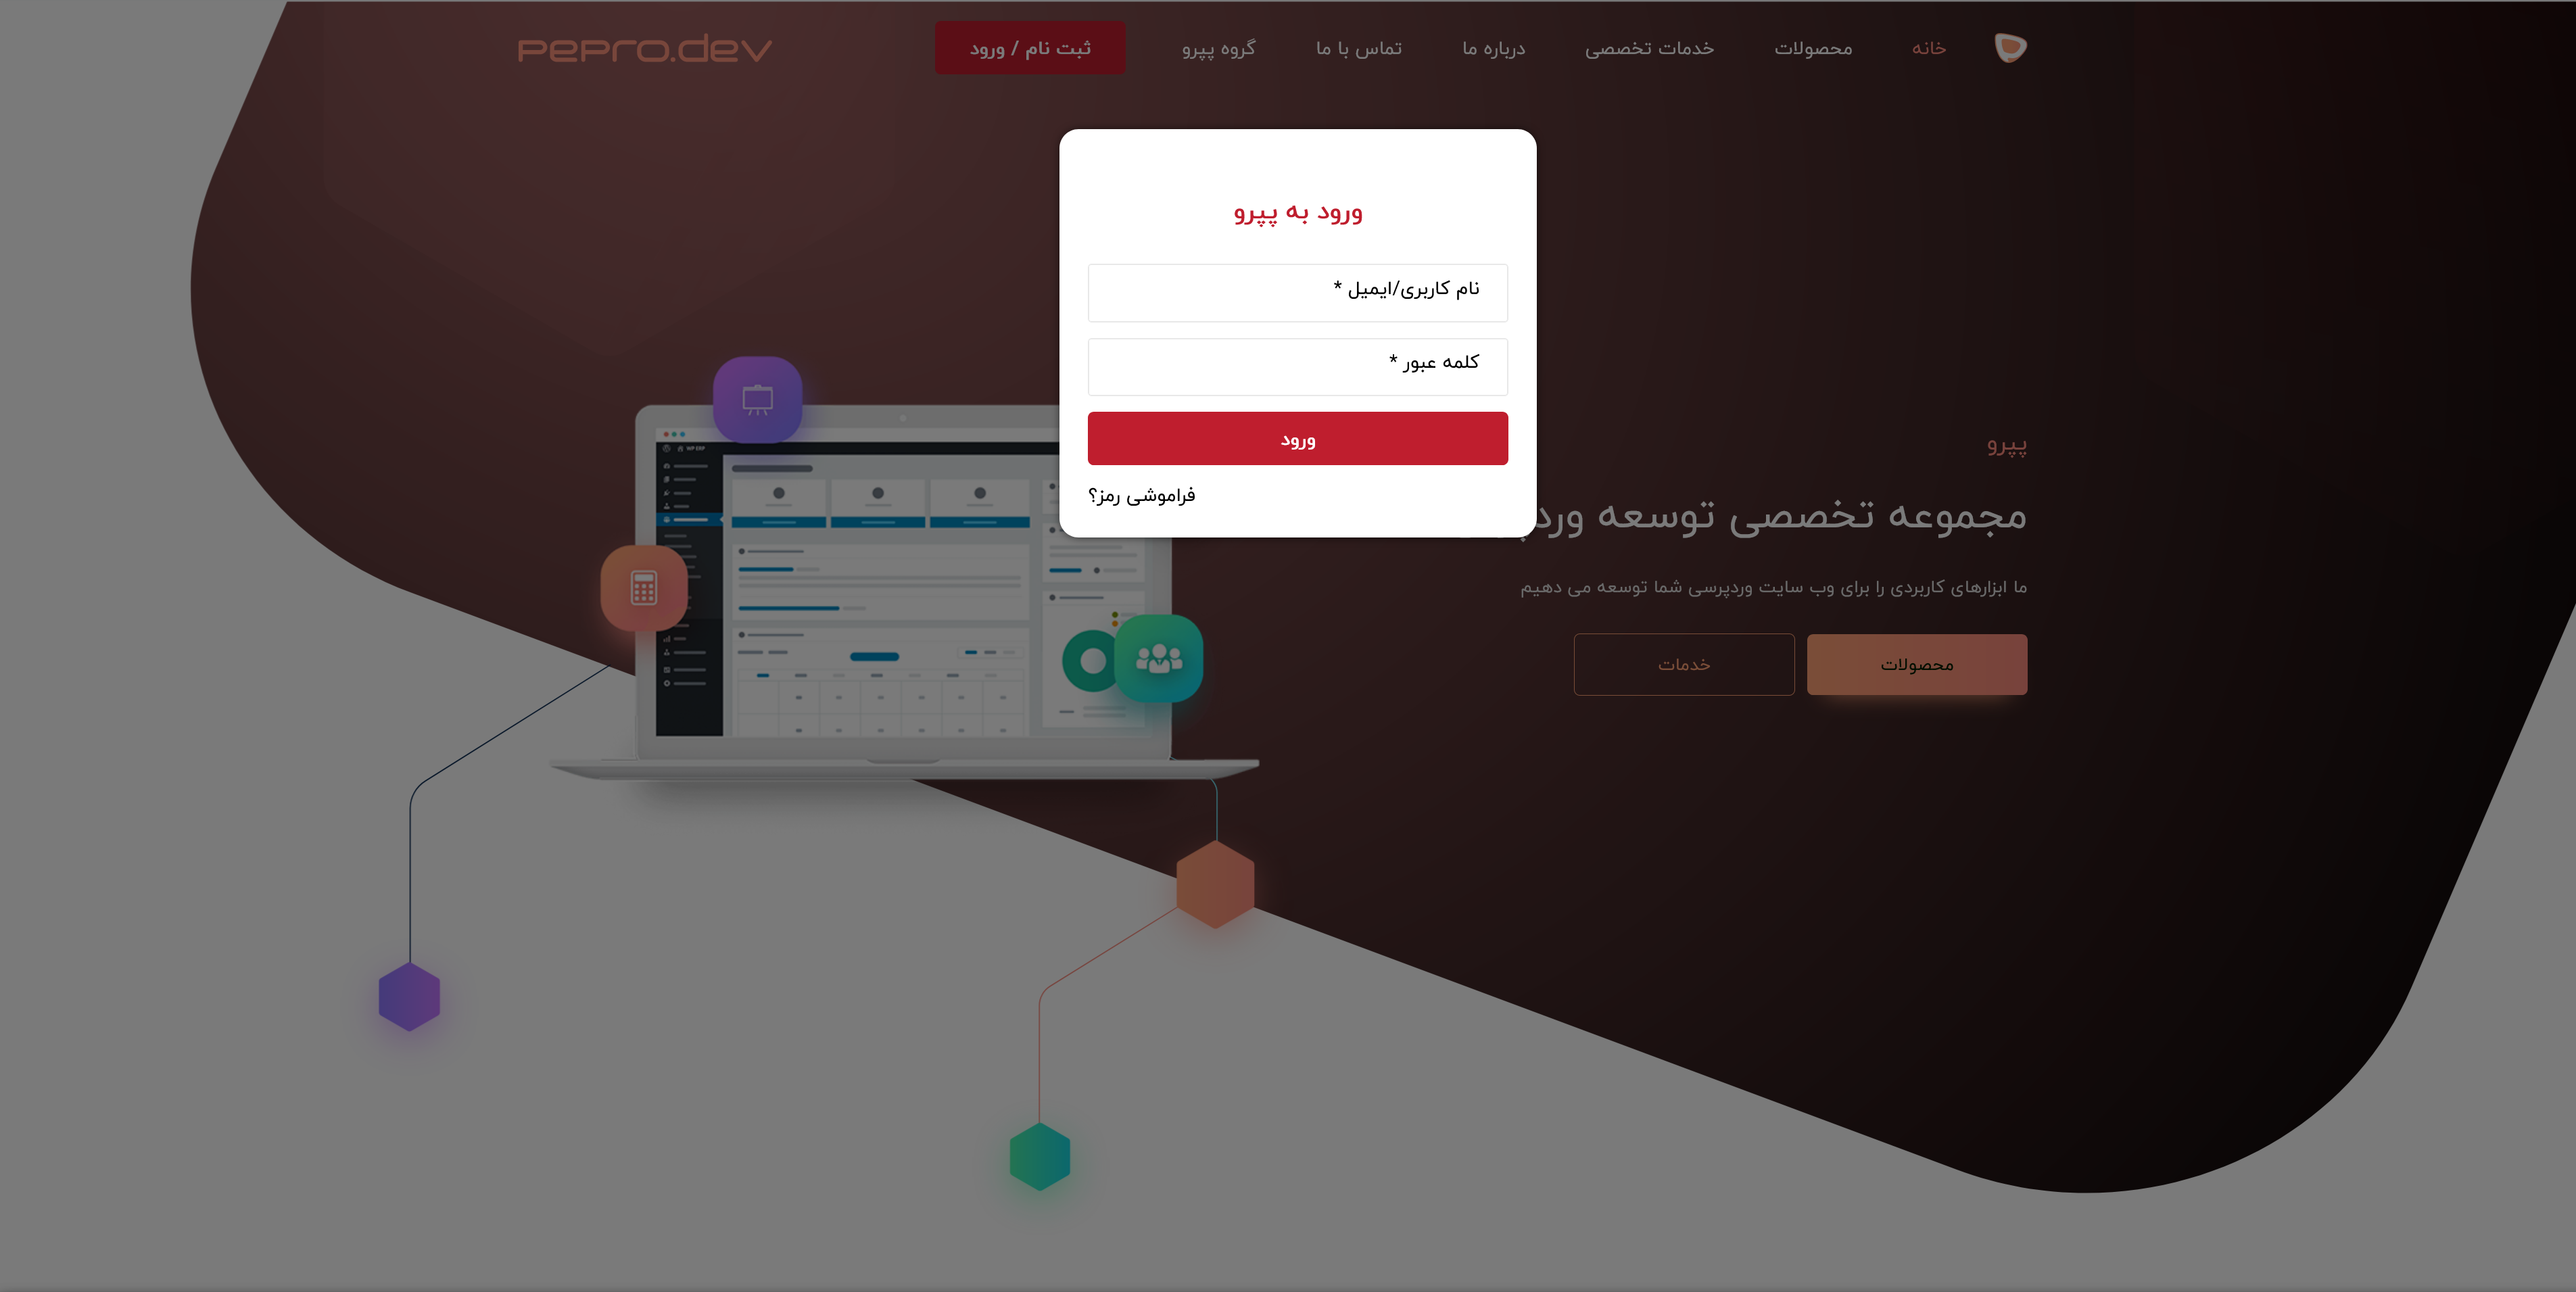 خانه
محصولات
خدمات تخصصی
درباره ما
تماس با ما
گروه پپرو
ثبت نام / ورود
pepro.dev
ورود به پپرو
نام کاربری/ایمیل *
کلمه عبور *
ورود
فراموشی رمز؟
پپرو
مجموعه تخصصی توسعه
ما ابزارهای کاربردی را برای وب سایت وردپرسی شما توسعه می دهیم
محصولات
خدمات
WP ERP